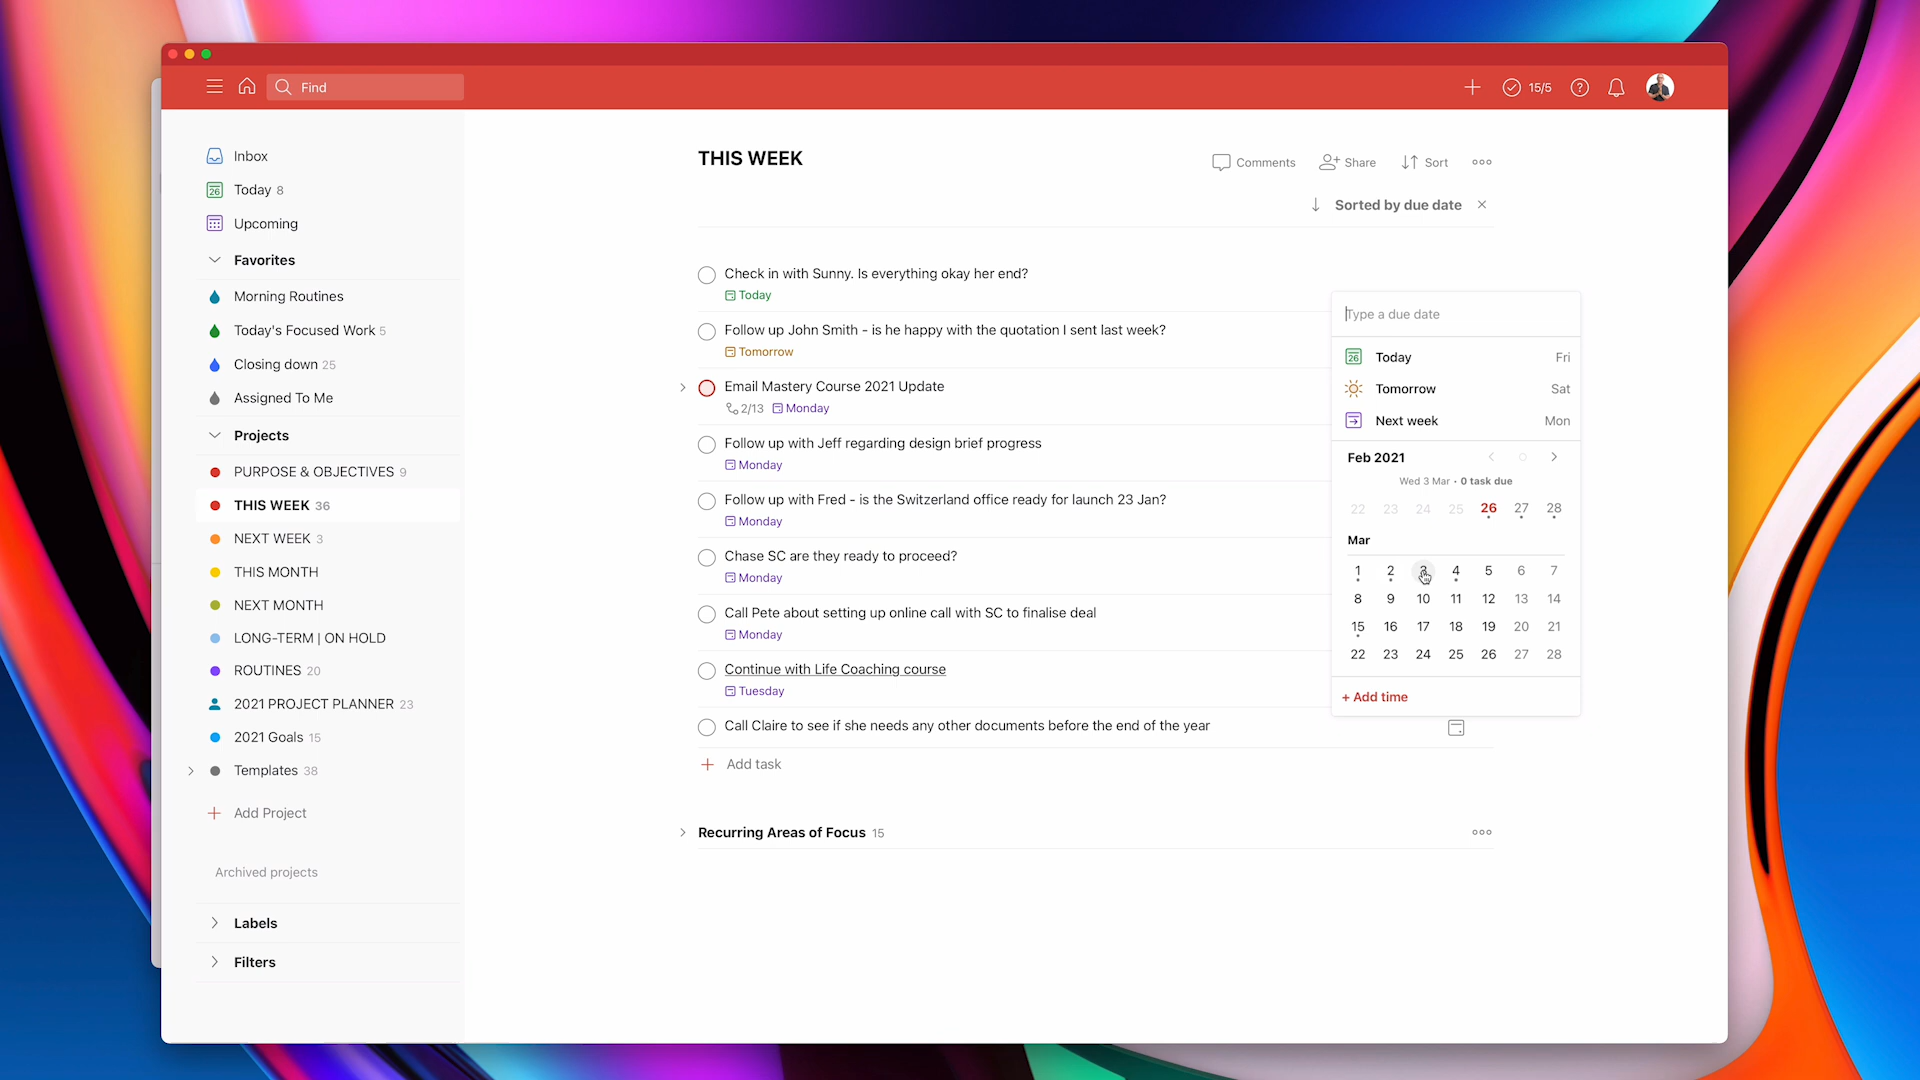 Find
15/5
Inbox
Today 8
Upcoming
Favorites
Morning Routines
Today's Focused Work 5
Closing down 25
Assigned To Me
Projects
PURPOSE & OBJECTIVES 9
THIS WEEK 36
NEXT WEEK 3
THIS MONTH
NEXT MONTH
LONG-TERM | ON HOLD
ROUTINES 20
2021 PROJECT PLANNER 23
2021 Goals 15
Templates 38
Add Project
Archived projects
Labels
Filters
THIS WEEK
Comments Share Sort
Sorted by due date
Check in with Sunny. Is everything okay her end?
Today
Follow up John Smith - is he happy with the quotation I sent last week?
Tomorrow
Email Mastery Course 2021 Update
2/13 Monday
Follow up with Jeff regarding design brief progress
Monday
Follow up with Fred - is the Switzerland office ready for launch 23 Jan?
Monday
Chase SC are they ready to proceed?
Monday
Call Pete about setting up online call with SC to finalise deal
Monday
Continue with Life Coaching course
Tuesday
Call Claire to see if she needs any other documents before the end of the year
Add task
Recurring Areas of Focus 15
Type a due date
26 Today Fri
Tomorrow Sat
Next week Mon
Feb 2021
Wed 3 Mar • 0 task due
22 23 24 25 26 27 28
Mar
1 2 3 4 5 6 7
8 9 10 11 12 13 14
15 16 17 18 19 20 21
22 23 24 25 26 27 28
+ Add time